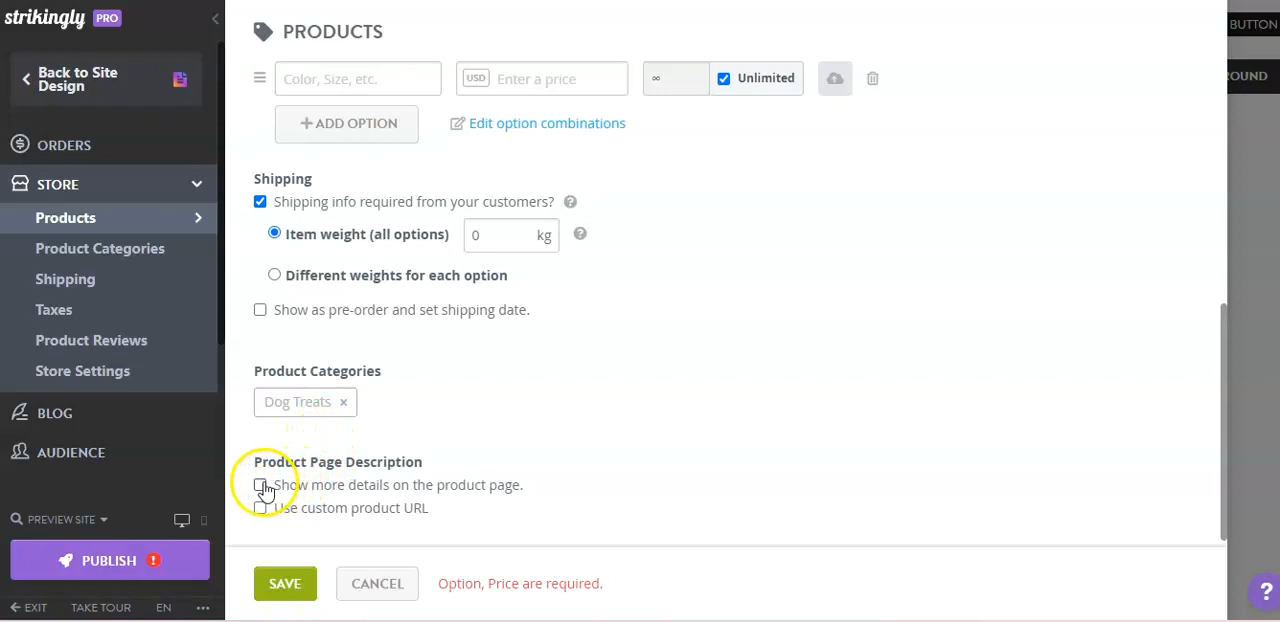 strikingly PRO
Back to Site
Design
ORDERS
STORE
Products
Product Categories
Shipping
Taxes
Product Reviews
Store Settings
BLOG
AUDIENCE
PREVIEW SITE
PUBLISH !
EXIT TAKE TOUR EN
PRODUCTS
Color, Size, etc. USD Enter a price ∞ Unlimited
ADD OPTION Edit option combinations
Shipping
Shipping info required from your customers? ?
Item weight (all options) 0 kg ?
Different weights for each option
Show as pre-order and set shipping date.
Product Categories
Dog Treats ×
Product Page Description
Show more details on the product page.
Use custom product URL
SAVE CANCEL Option, Price are required.
BUTTON
OUND
?